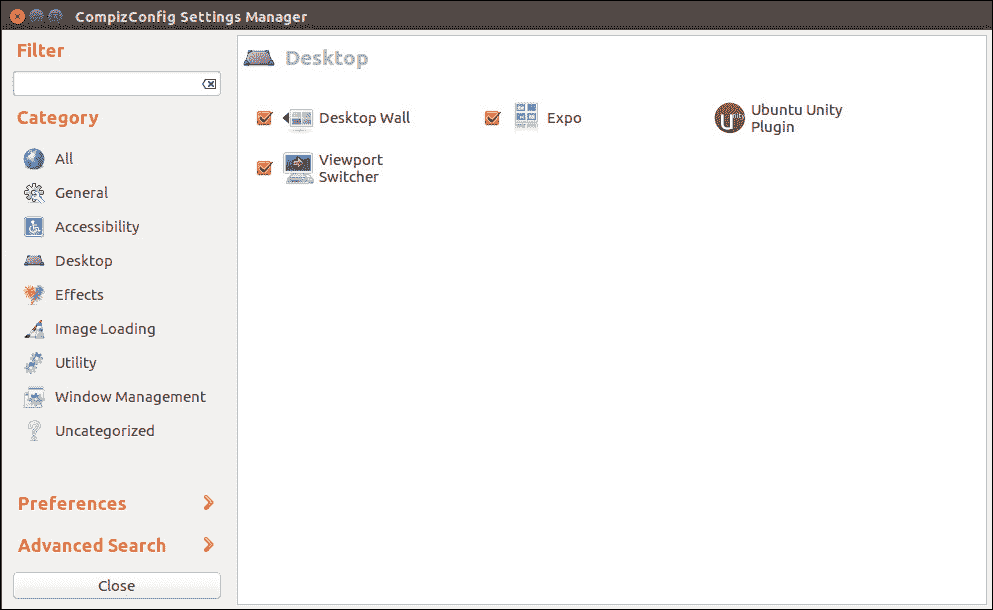 CompizConfig Settings Manager
Filter
Category
All
General
Accessibility
Desktop
Effects
Image Loading
Utility
Window Management
Uncategorized
Preferences
Advanced Search
Close
Desktop
Desktop Wall
Expo
Ubuntu Unity
Plugin
Viewport
Switcher